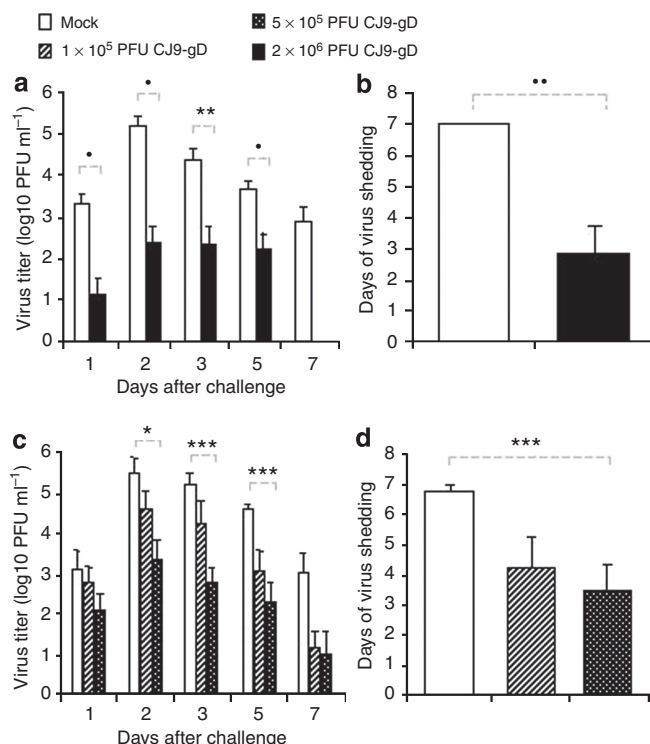 Mock
1 × 10⁵ PFU CJ9-gD
5 × 10⁵ PFU CJ9-gD
2 × 10⁶ PFU CJ9-gD
a
6
5
4
3
2
1
0
Virus titer (log10 PFU ml⁻¹)
•
•
**
•
1 2 3 5 7
Days after challenge
b
8
7
6
5
4
3
2
1
0
Days of virus shedding
••
c
6
5
4
3
2
1
0
Virus titer (log10 PFU ml⁻¹)
*
***
***
1 2 3 5 7
Days after challenge
d
8
7
6
5
4
3
2
1
0
Days of virus shedding
***